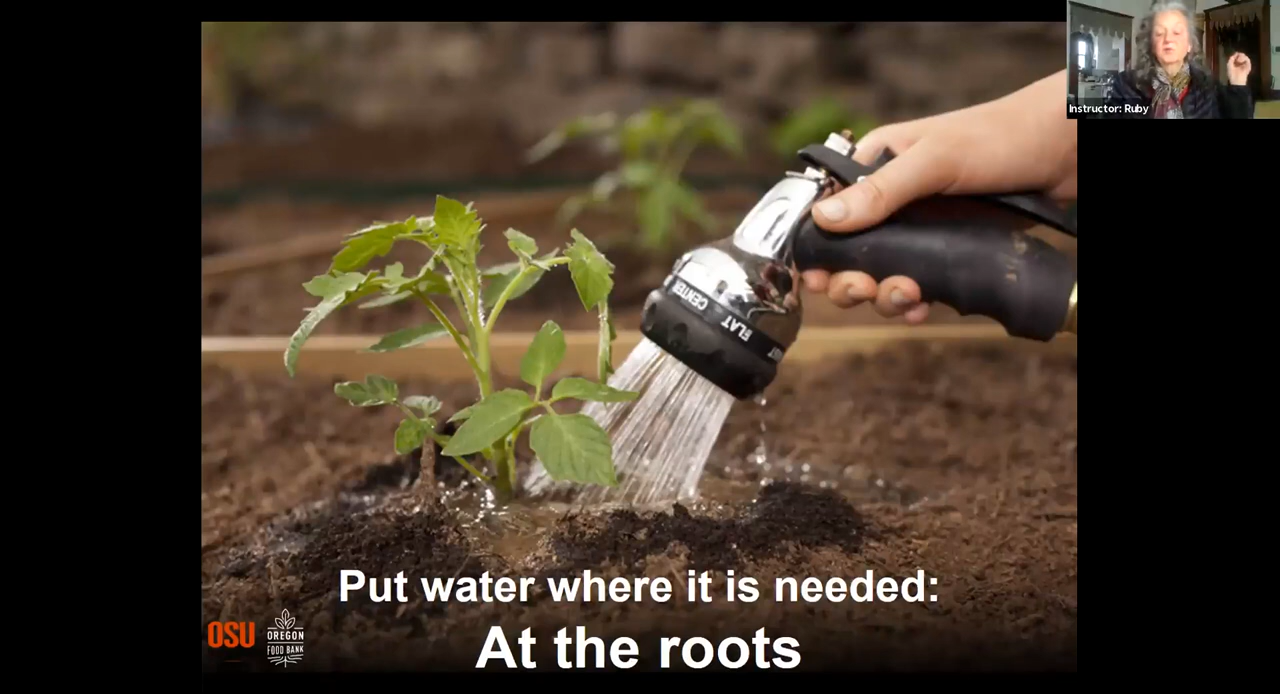 Instructor: Ruby
CENTER
FLAT
Put water where it is needed:
At the roots
OSU
OREGON
FOOD BANK